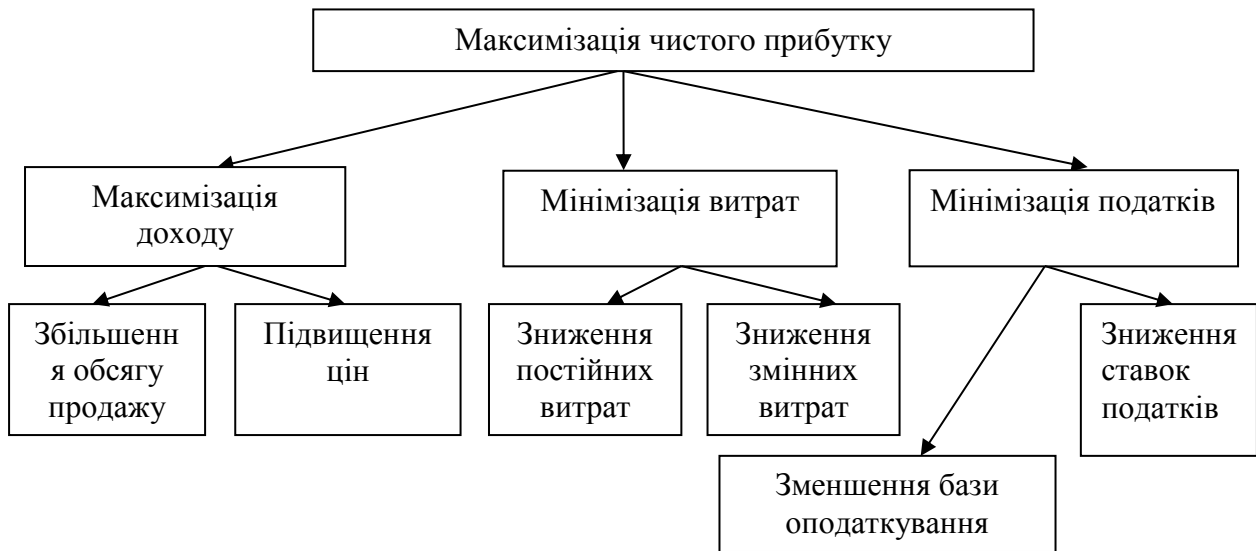 Максимізація чистого прибутку
Максимізація
доходу
Мінімізація витрат
Мінімізація податків
Збільшенн
я обсягу
продажу
Підвищення
цін
Зниження
постійних
витрат
Зниження
змінних
витрат
Зниження
ставок
податків
Зменшення бази
оподаткування